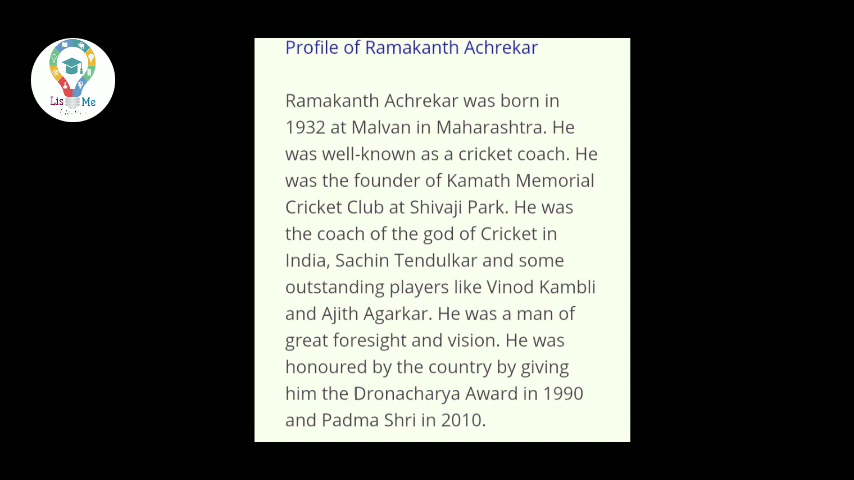 Profile of Ramakanth Achrekar
Ramakanth Achrekar was born in
1932 at Malvan in Maharashtra. He
was well-known as a cricket coach. He
was the founder of Kamath Memorial
Cricket Club at Shivaji Park. He was
the coach of the god of Cricket in
India, Sachin Tendulkar and some
outstanding players like Vinod Kambli
and Ajith Agarkar. He was a man of
great foresight and vision. He was
honoured by the country by giving
him the Dronacharya Award in 1990
and Padma Shri in 2010.
Lis Me